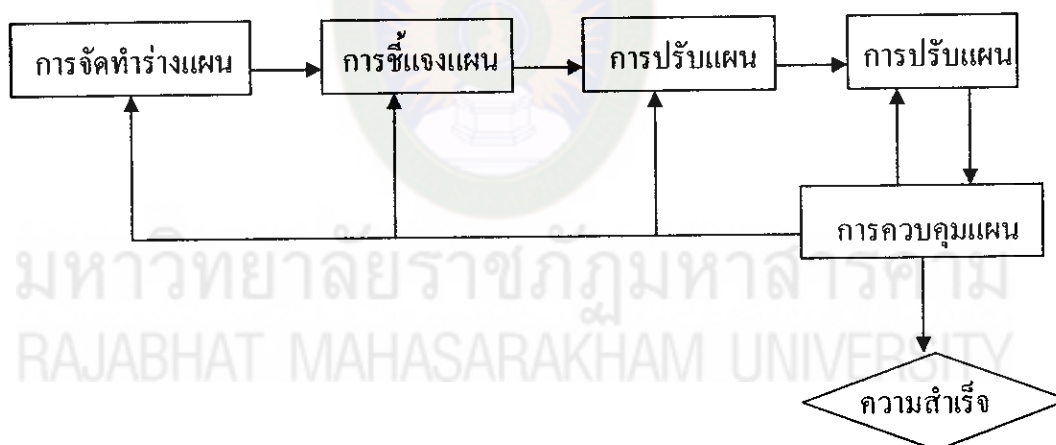 การจัดทำร่างแผน
การชี้แจงแผน
การปรับแผน
การปรับแผน
การควบคุมแผน
มหาวิทยาลัยราชภัฏมหาสารคาม
RAJABHAT MAHASARAKHAM UNIVERSITY
ความสำเร็จ